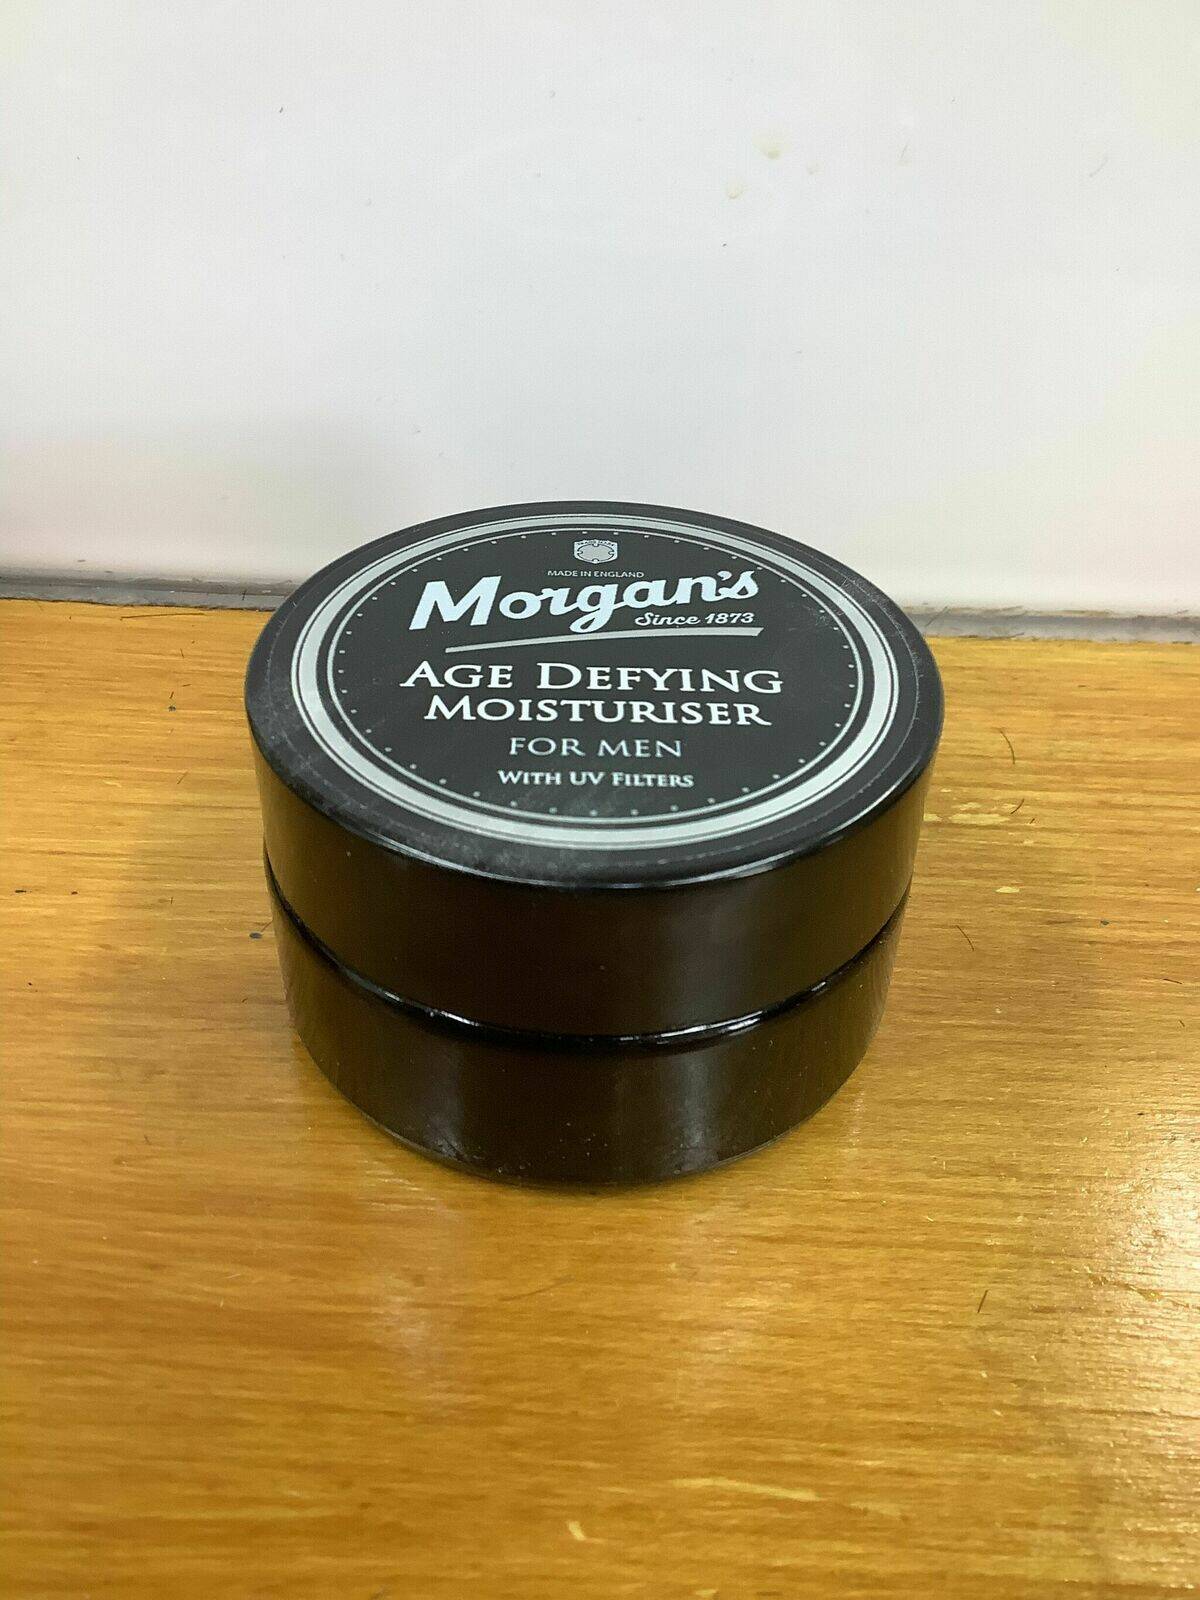 MADE IN ENGLAND
Morgan's
Since 1873
AGE DEFYING
MOISTURISER
FOR MEN
WITH UV FILTERS